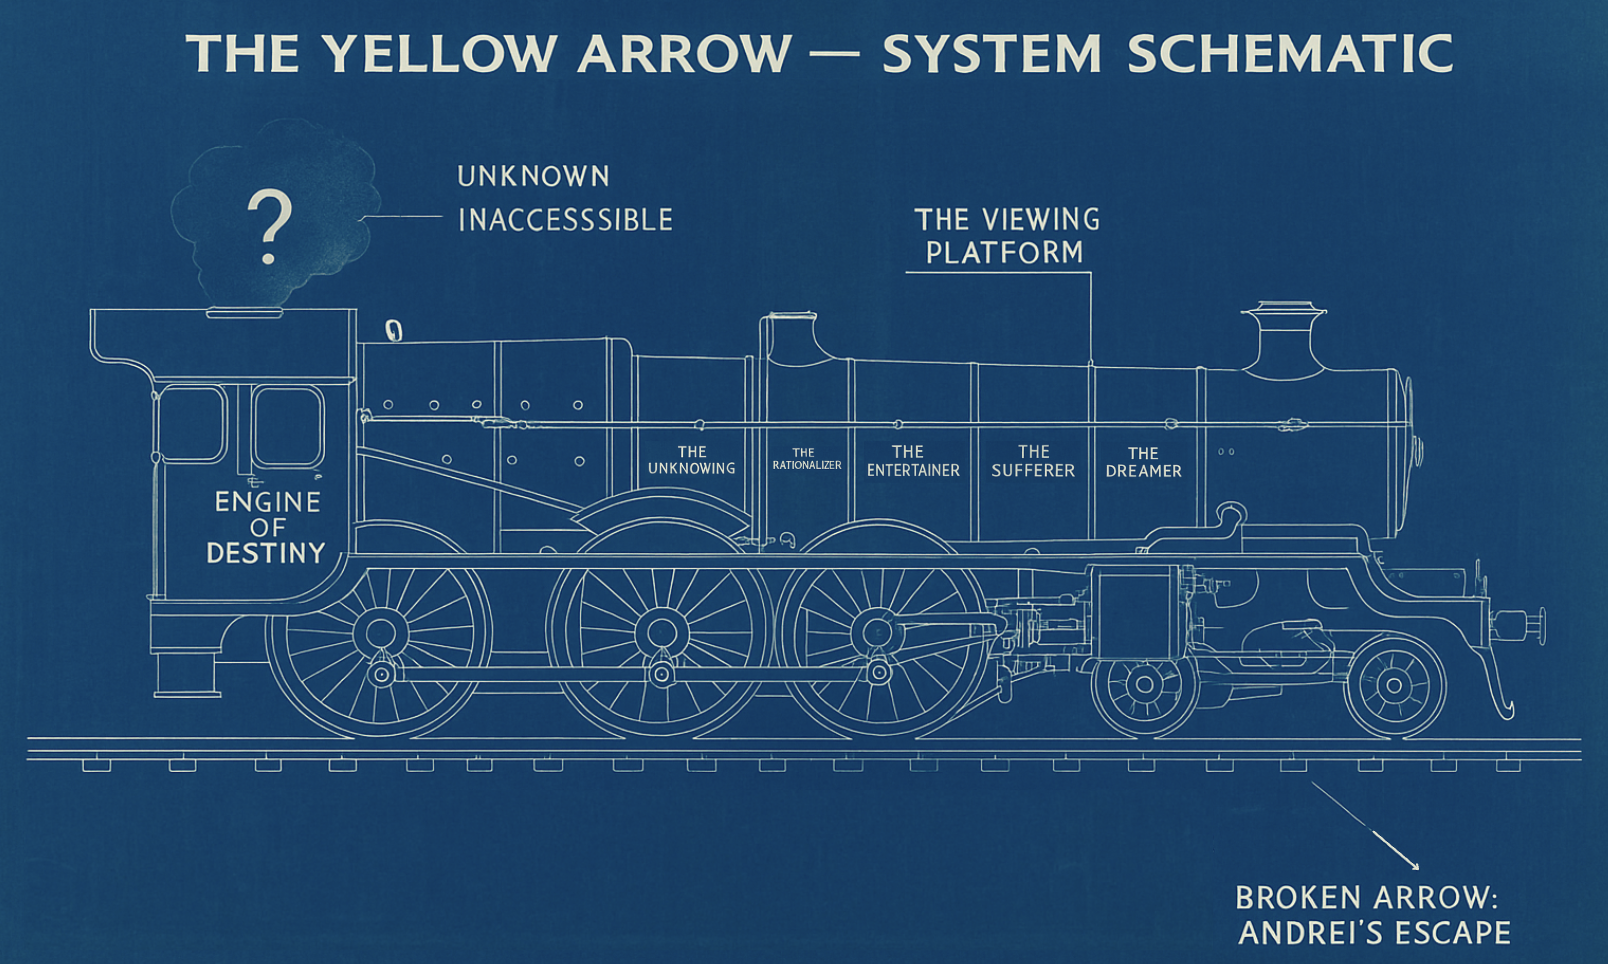 THE YELLOW ARROW — SYSTEM SCHEMATIC
?
UNKNOWN
INACCESSSIBLE
THE VIEWING
PLATFORM
THE
UNKNOWING
THE
RATIONALIZER
THE
ENTERTAINER
THE
SUFFERER
THE
DREAMER
ENGINE
OF
DESTINY
BROKEN ARROW:
ANDREI'S ESCAPE